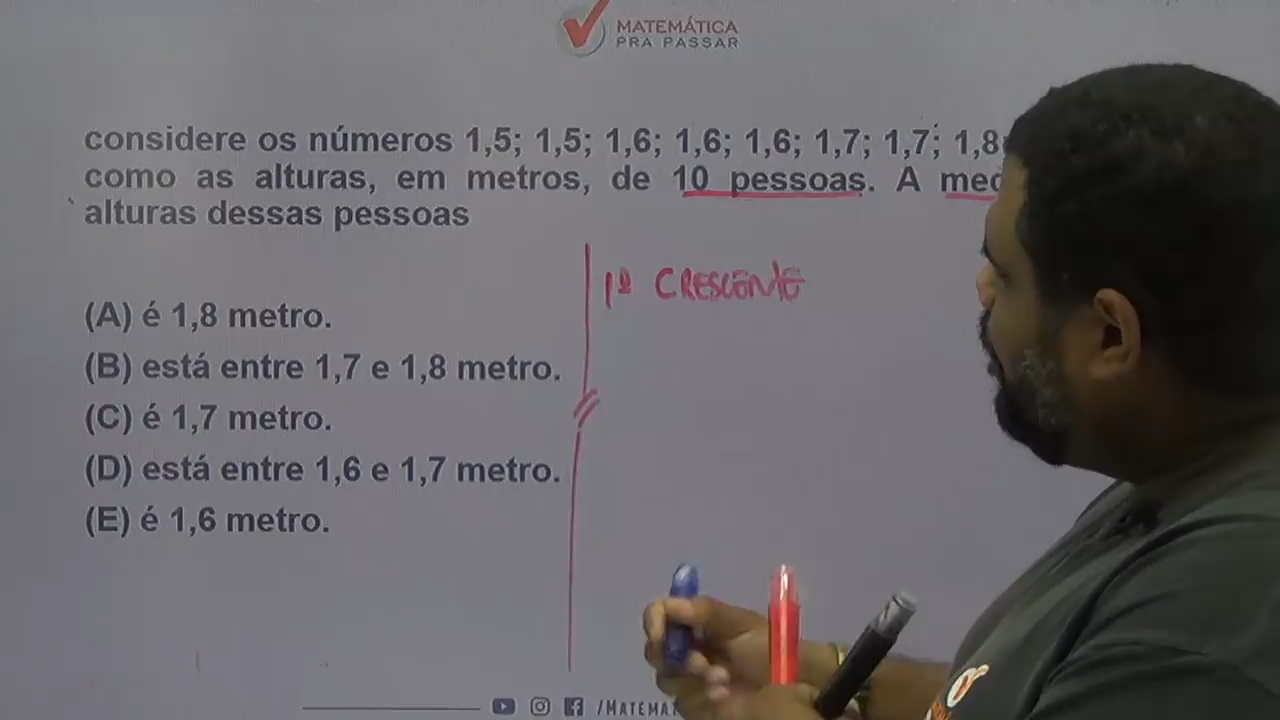 MATEMÁTICA
PRA PASSAR
considere os números 1,5; 1,5; 1,6; 1,6; 1,6; 1,7; 1,7; 1,8;
como as alturas, em metros, de 10 pessoas. A
alturas dessas pessoas
1º CRESCENTE
(A) é 1,8 metro.
(B) está entre 1,7 e 1,8 metro.
(C) é 1,7 metro.
(D) está entre 1,6 e 1,7 metro.
(E) é 1,6 metro.